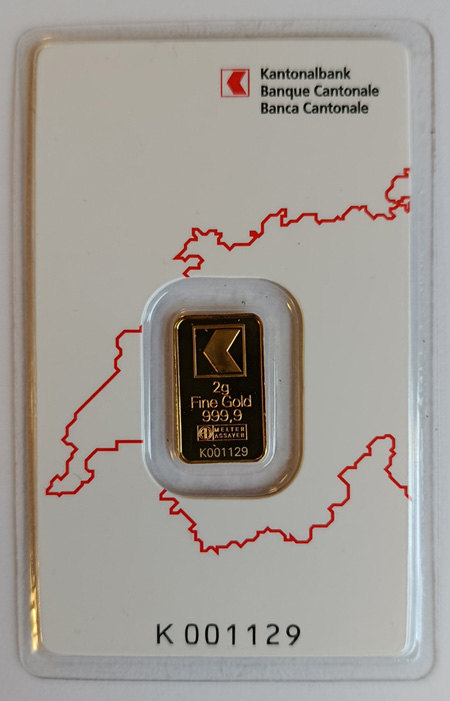 Kantonalbank
Banque Cantonale
Banca Cantonale
2g
Fine Gold
999,9
MELTER
ASSAYER
K001129
K 001129